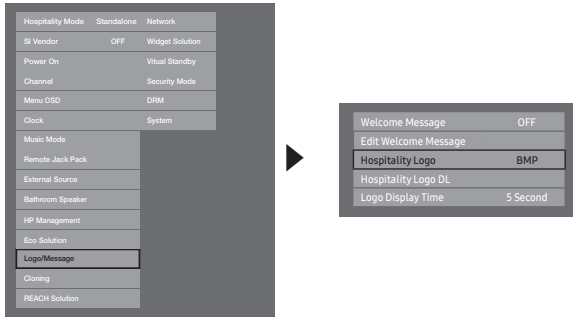 Hospitality Mode Standalone Network
SI Vendor OFF Widget Solution
Power On Vitual Standby
Channel Security Mode
Menu OSD DRM
Clock System
Music Mode
Remote Jack Pack
External Source
Bathroom Speaker
HP Management
Eco Solution
Logo/Message
Cloning
REACH Solution
Welcome Message OFF
Edit Welcome Message
Hospitality Logo BMP
Hospitality Logo DL
Logo Display Time 5 Second